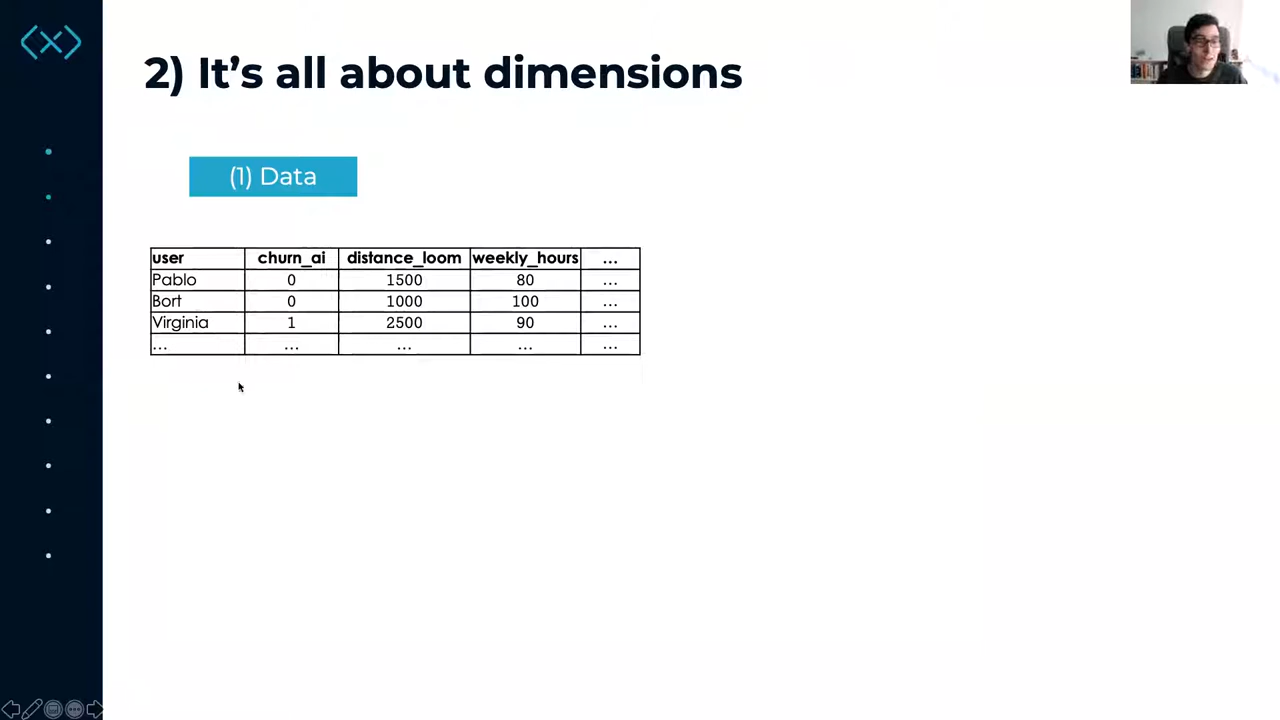 2) It's all about dimensions
(1) Data
user churn_ai distance_loom weekly_hours ...
Pablo 0 1500 80 ...
Bort 0 1000 100 ...
Virginia 1 2500 90 ...
... ... ... ... ...